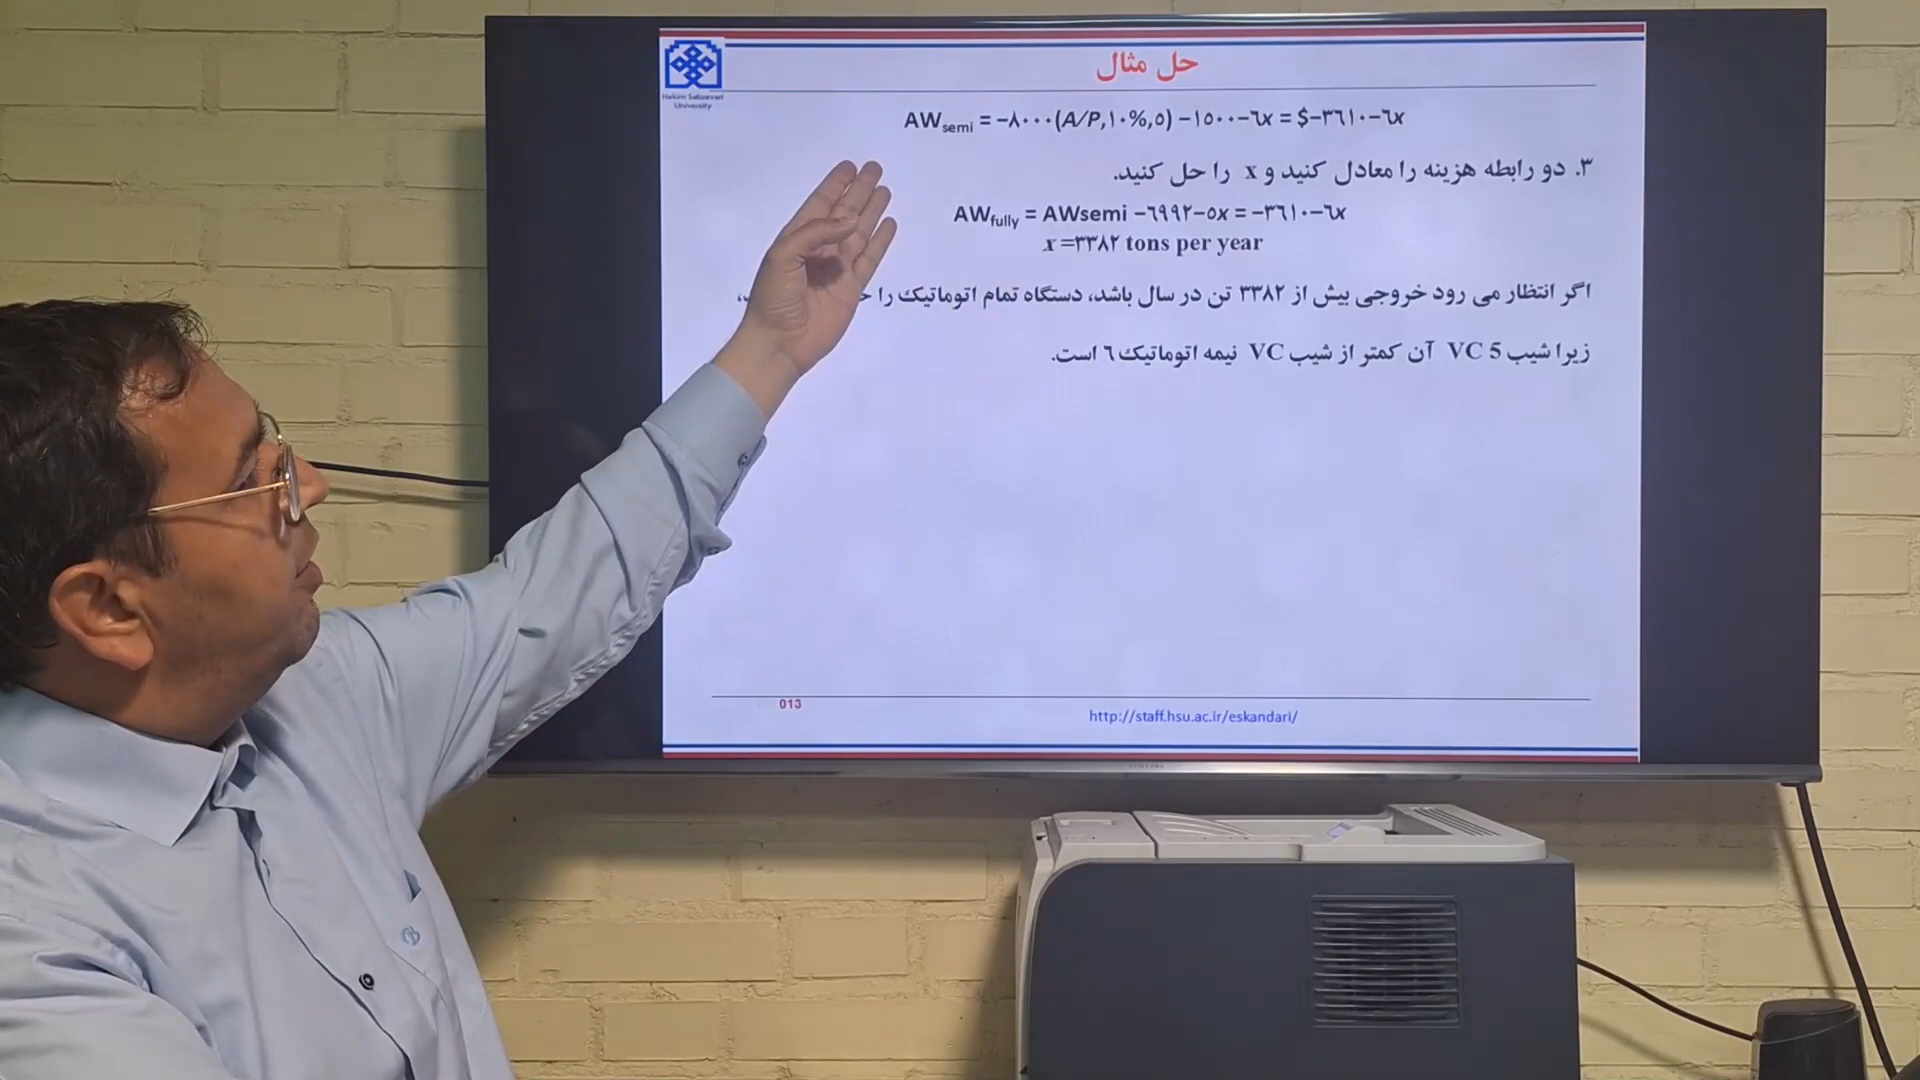 حل مثال
Hakim Sabzevari
University
AWsemi = −۸۰۰۰(A/P,۱۰%,۵) −۱۵۰۰−۶x = $−۳۶۱۰−۶x
۳. دو رابطه هزینه را معادل کنید و x را حل کنید.
AWfully = AWsemi −۶۹۹۲−۵x = −۳۶۱۰−۶x
x =۳۳۸۲ tons per year
اگر انتظار می رود خروجی بیش از ۳۳۸۲ تن در سال باشد، دستگاه تمام اتوماتیک را
زیرا شیب VC 5 آن کمتر از شیب VC نیمه اتوماتیک ۶ است.
013
http://staff.hsu.ac.ir/eskandari/